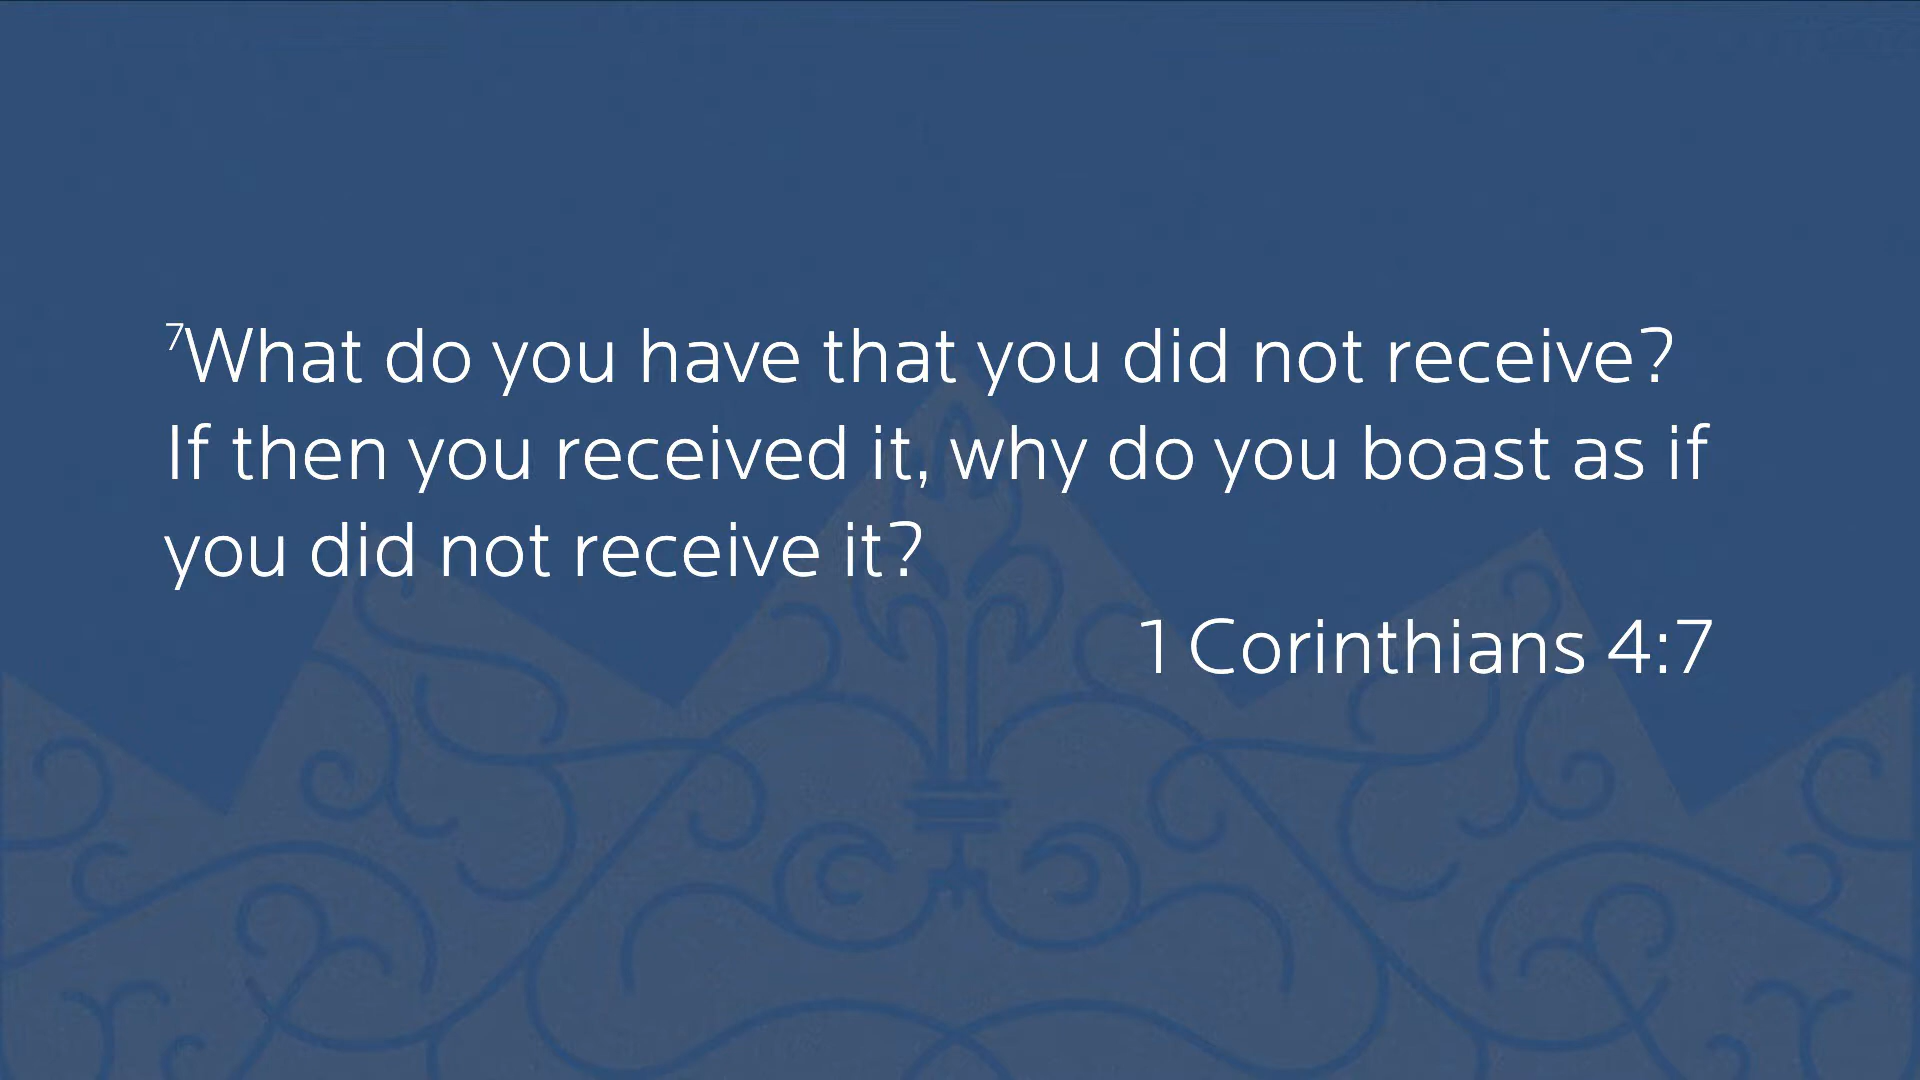 ⁷What do you have that you did not receive?
If then you received it, why do you boast as if
you did not receive it?
1 Corinthians 4:7